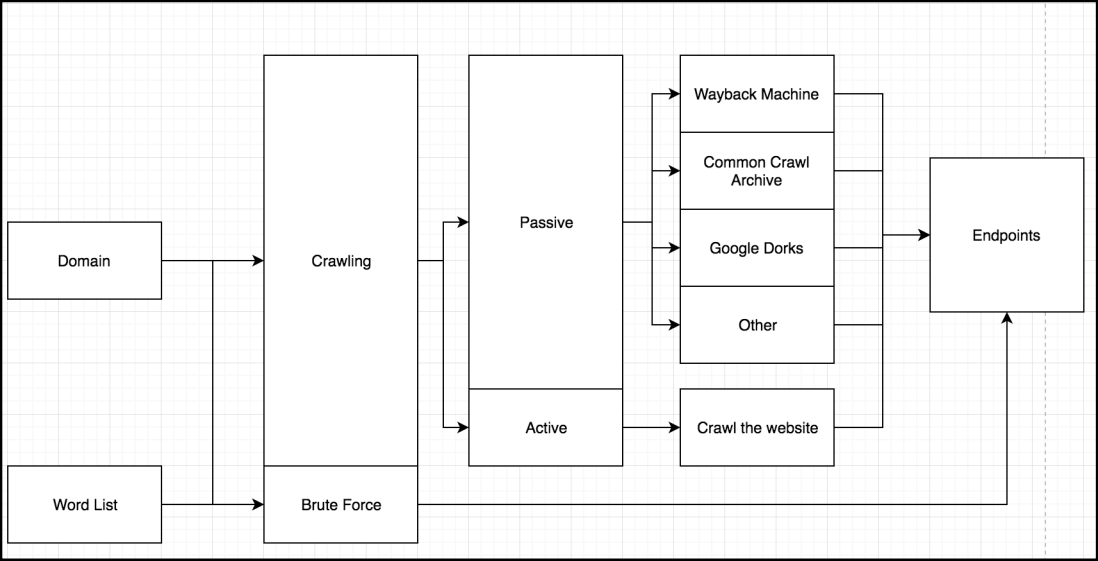 Domain
Word List
Crawling
Brute Force
Passive
Active
Wayback Machine
Common Crawl
Archive
Google Dorks
Other
Crawl the website
Endpoints